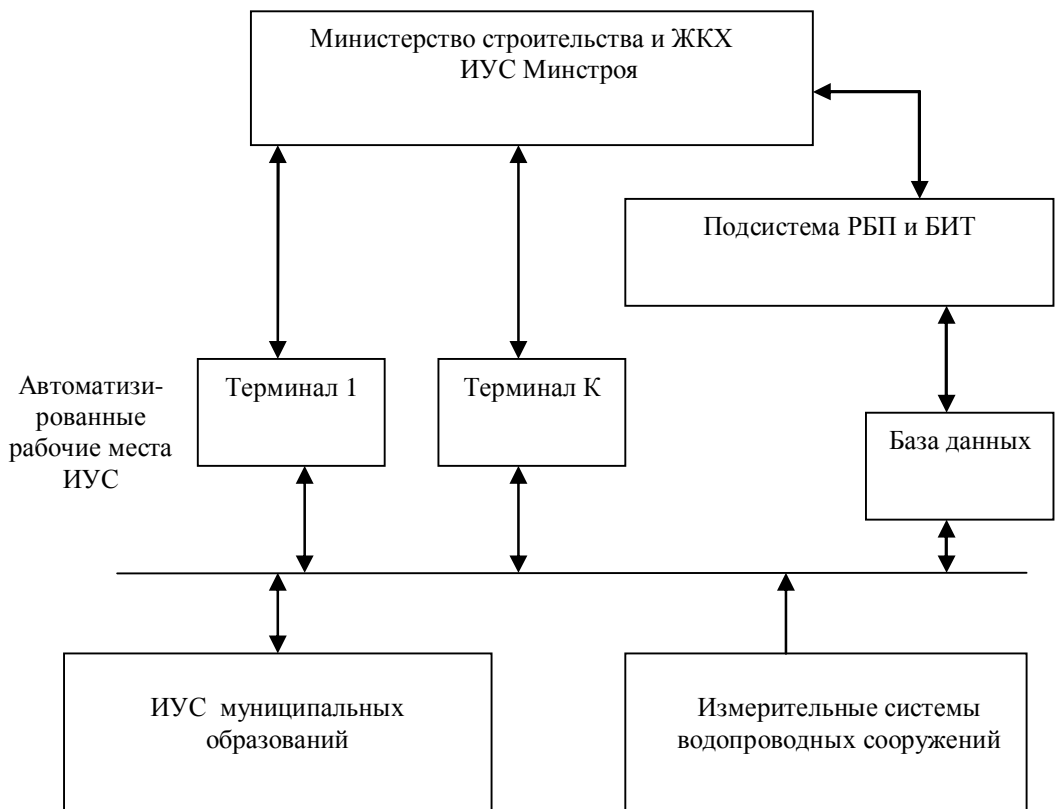 Министерство строительства и ЖКХ
ИУС Минстроя
Подсистема РБП и БИТ
Автоматизи-
рованные
рабочие места
ИУС
Терминал 1
Терминал К
База данных
ИУС муниципальных
образований
Измерительные системы
водопроводных сооружений